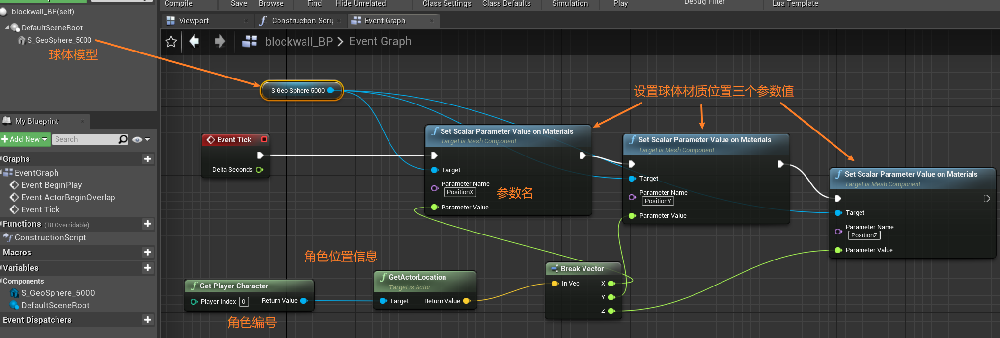 Compile
Save
Browse
Find
Hide Unrelated
Class Settings
Class Defaults
Simulation
Play
Debug Filter
Lua Template
blockwall_BP(self)
DefaultSceneRoot
S_GeoSphere_5000
球体模型
Viewport
Construction Scrip
Event Graph
blockwall_BP > Event Graph
S Geo Sphere 5000
设置球体材质位置三个参数值
My Blueprint
Add New
Search
Graphs
EventGraph
Event BeginPlay
Event ActorBeginOverlap
Event Tick
Functions (18 Overridable)
ConstructionScript
Macros
Variables
Components
S_GeoSphere_5000
DefaultSceneRoot
Event Dispatchers
Event Tick
Delta Seconds
Set Scalar Parameter Value on Materials
Target is Mesh Component
Target
Parameter Name
PositionX
参数名
Parameter Value
Set Scalar Parameter Value on Materials
Target is Mesh Component
Target
Parameter Name
PositionY
Parameter Value
Set Scalar Parameter Value on Materials
Target is Mesh Component
Target
Parameter Name
PositionZ
Parameter Value
角色位置信息
Get Player Character
Player Index 0
Return Value
角色编号
GetActorLocation
Target is Actor
Target
Return Value
Break Vector
In Vec
X
Y
Z